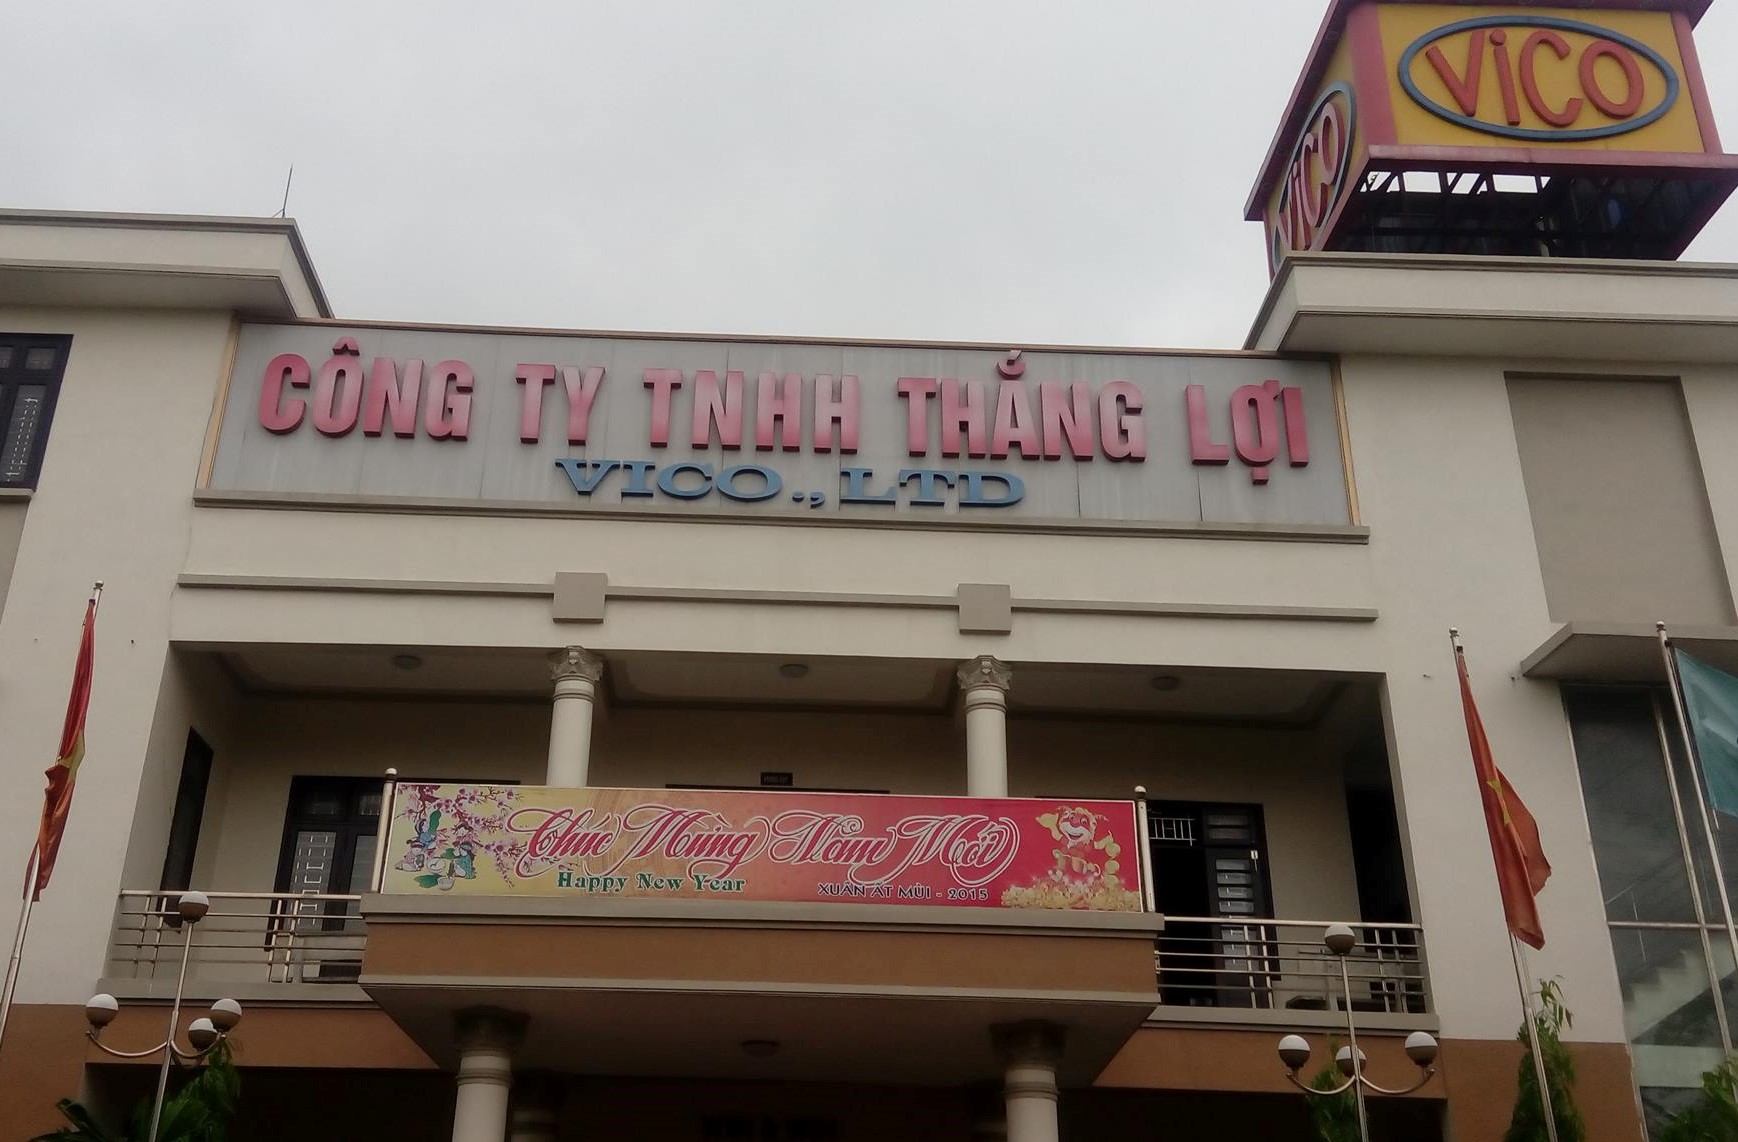 ViCO
ViCO
CÔNG TY TNHH THẮNG LỢI
VICO.,LTD
Chúc Mừng Năm Mới
Happy New Year
XUÂN ẤT MÙI - 2015